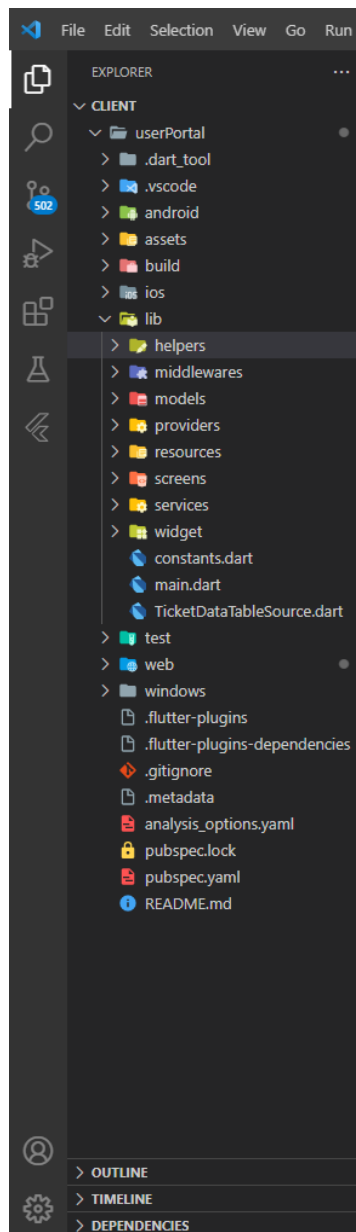 File Edit Selection View Go Run
EXPLORER
CLIENT
userPortal
.dart_tool
.vscode
android
assets
build
ios
lib
helpers
middlewares
models
providers
resources
screens
services
widget
constants.dart
main.dart
TicketDataTableSource.dart
test
web
windows
.flutter-plugins
.flutter-plugins-dependencies
.gitignore
.metadata
analysis_options.yaml
pubspec.lock
pubspec.yaml
README.md
502
OUTLINE
TIMELINE
DEPENDENCIES